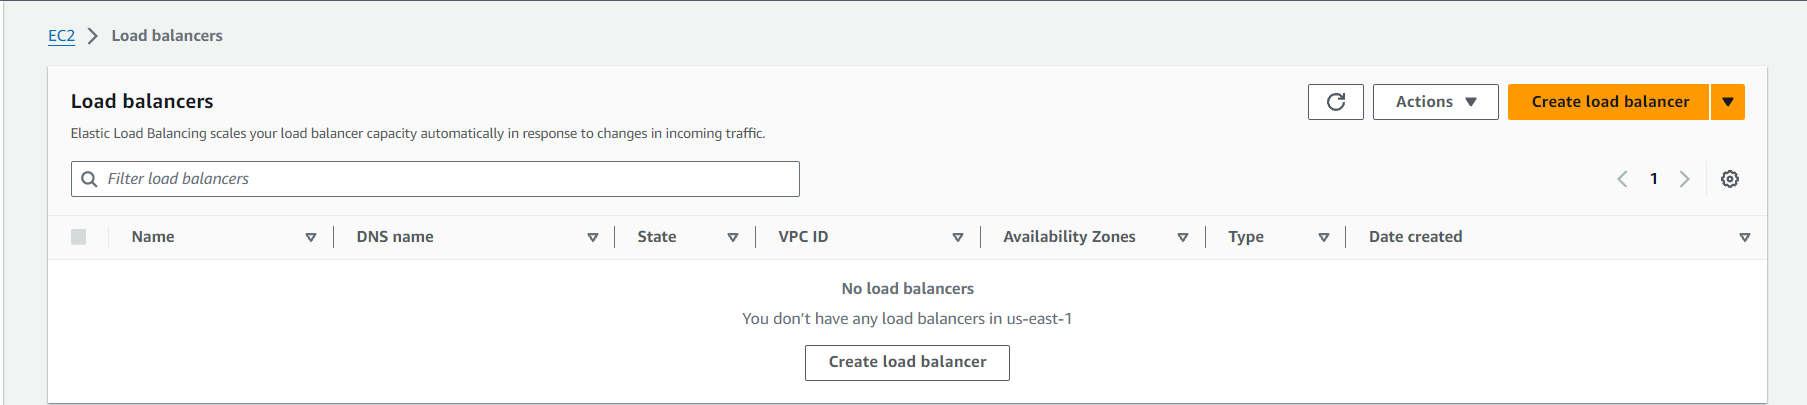 EC2 > Load balancers
Load balancers
Actions
Create load balancer
Elastic Load Balancing scales your load balancer capacity automatically in response to changes in incoming traffic.
Filter load balancers
1
Name DNS name State VPC ID Availability Zones Type Date created
No load balancers
You don’t have any load balancers in us-east-1
Create load balancer